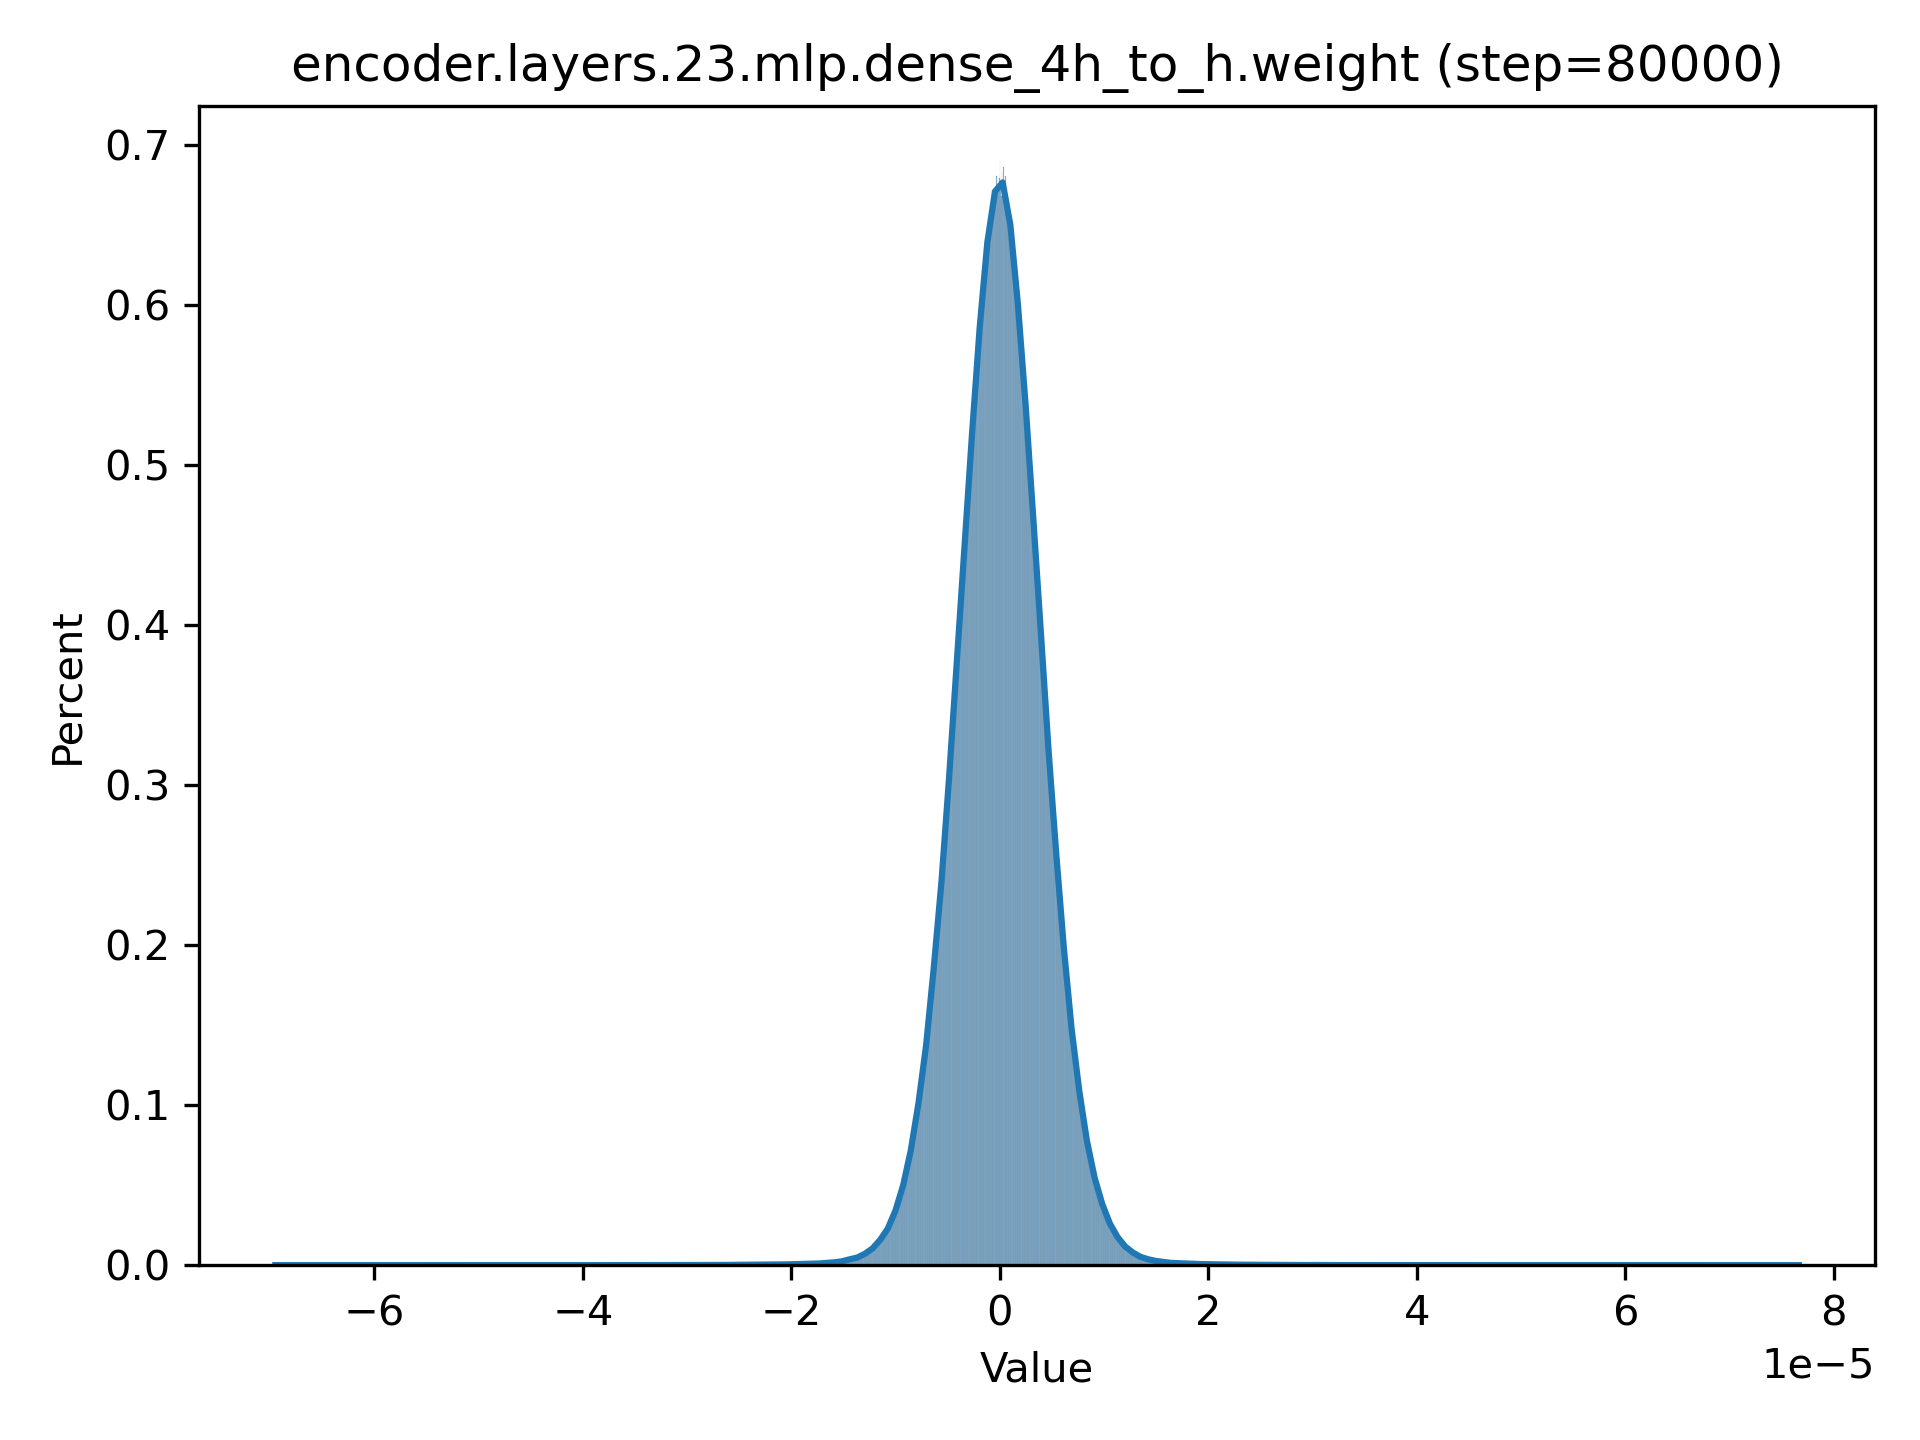 encoder.layers.23.mlp.dense_4h_to_h.weight (step=80000)
0.7
0.6
0.5
0.4
0.3
0.2
0.1
0.0
Percent
−6 −4 −2 0 2 4 6 8
1e−5
Value